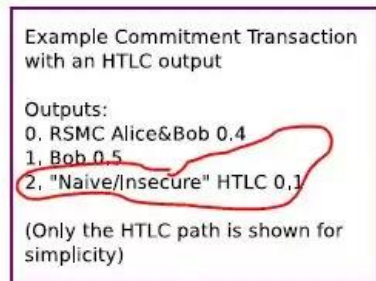 Example Commitment Transaction
with an HTLC output
Outputs:
0. RSMC Alice&Bob 0.4
1, Bob 0.5
2, "Naive/Insecure" HTLC 0,1
(Only the HTLC path is shown for
simplicity)